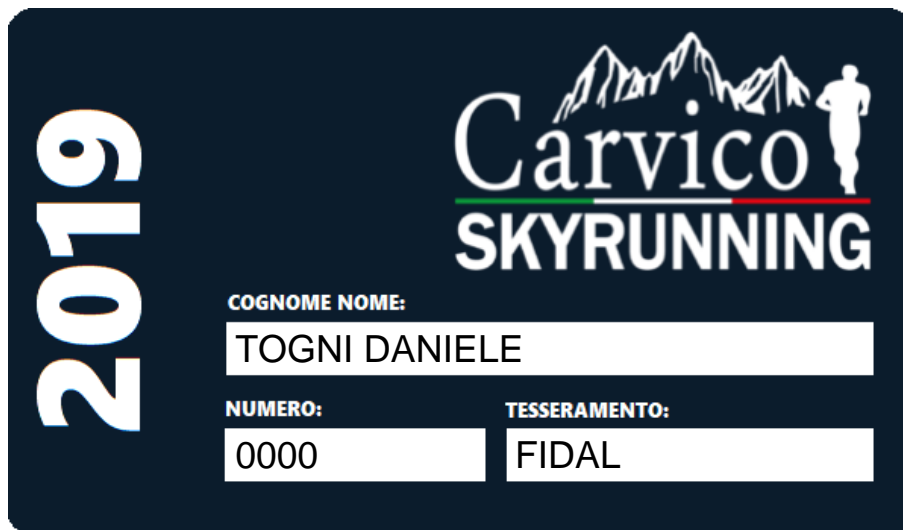 2019
Carvico
SKYRUNNING
COGNOME NOME:
TOGNI DANIELE
NUMERO:
TESSERAMENTO:
0000
FIDAL